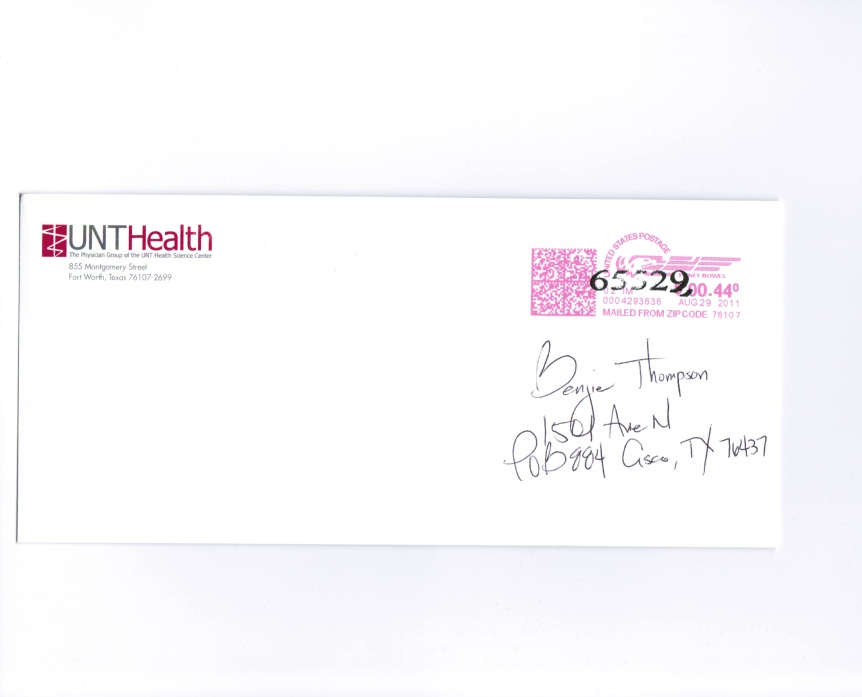 UNTHealth
The Physician Group of the UNT Health Science Center
855 Montgomery Street
Fort Worth, Texas 76107-2699
UNITED STATES POSTAGE
PITNEY BOWES
65529
02 1M
$00.44⁰
0004293636 AUG 29 2011
MAILED FROM ZIP CODE 76107
Benjie Thompson
1501 Ave N
POB 884 Cisco, TX 76437